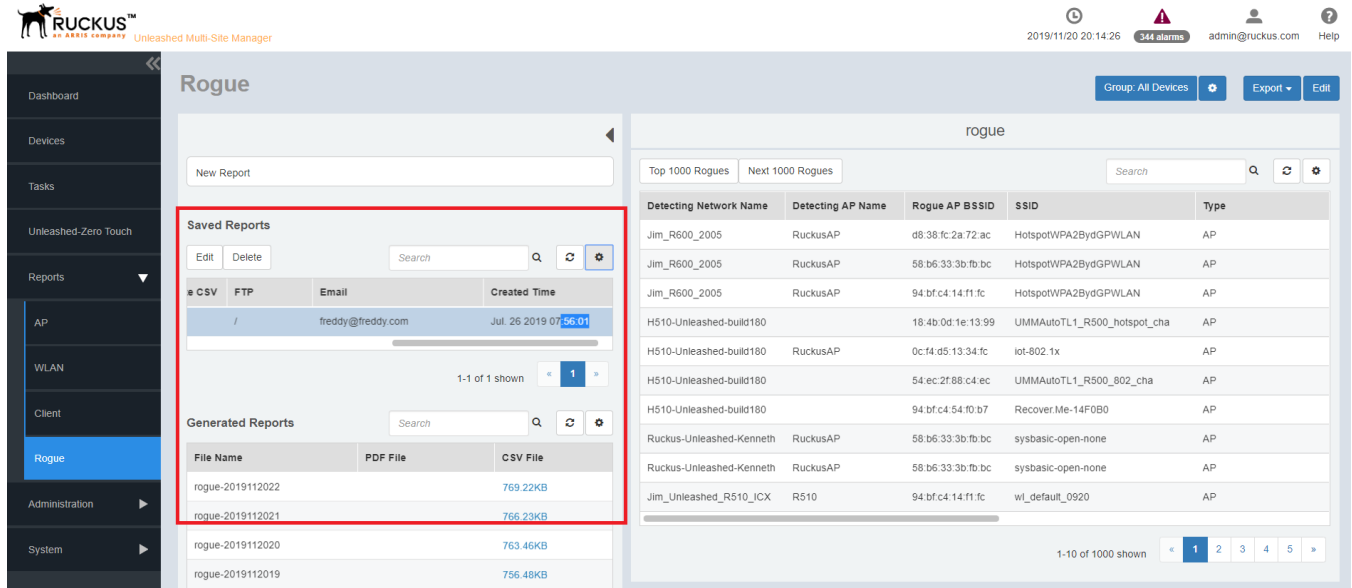 RUCKUS™
an ARRIS company Unleashed Multi-Site Manager
2019/11/20 20:14:26 344 alarms admin@ruckus.com Help
Dashboard
Devices
Tasks
Unleashed-Zero Touch
Reports
AP
WLAN
Client
Rogue
Administration
System
Rogue
Group: All Devices Export Edit
New Report
Saved Reports
Edit Delete Search
e CSV FTP Email Created Time
/ freddy@freddy.com Jul. 26 2019 07:56:01
1-1 of 1 shown « 1 »
Generated Reports Search
File Name PDF File CSV File
rogue-2019112022 769.22KB
rogue-2019112021 766.23KB
rogue-2019112020 763.46KB
rogue-2019112019 756.48KB
rogue
Top 1000 Rogues Next 1000 Rogues Search
Detecting Network Name Detecting AP Name Rogue AP BSSID SSID Type
Jim_R600_2005 RuckusAP d8:38:fc:2a:72:ac HotspotWPA2BydGPWLAN AP
Jim_R600_2005 RuckusAP 58:b6:33:3b:fb:bc HotspotWPA2BydGPWLAN AP
Jim_R600_2005 RuckusAP 94:bf:c4:14:f1:fc HotspotWPA2BydGPWLAN AP
H510-Unleashed-build180 18:4b:0d:1e:13:99 UMMAutoTL1_R500_hotspot_cha AP
H510-Unleashed-build180 RuckusAP 0c:f4:d5:13:34:fc iot-802.1x AP
H510-Unleashed-build180 54:ec:2f:88:c4:ec UMMAutoTL1_R500_802_cha AP
H510-Unleashed-build180 94:bf:c4:54:f0:b7 Recover.Me-14F0B0 AP
Ruckus-Unleashed-Kenneth RuckusAP 58:b6:33:3b:fb:bc sysbasic-open-none AP
Ruckus-Unleashed-Kenneth RuckusAP 58:b6:33:3b:fb:bc sysbasic-open-none AP
Jim_Unleashed_R510_ICX R510 94:bf:c4:14:f1:fc wl_default_0920 AP
1-10 of 1000 shown « 1 2 3 4 5 »